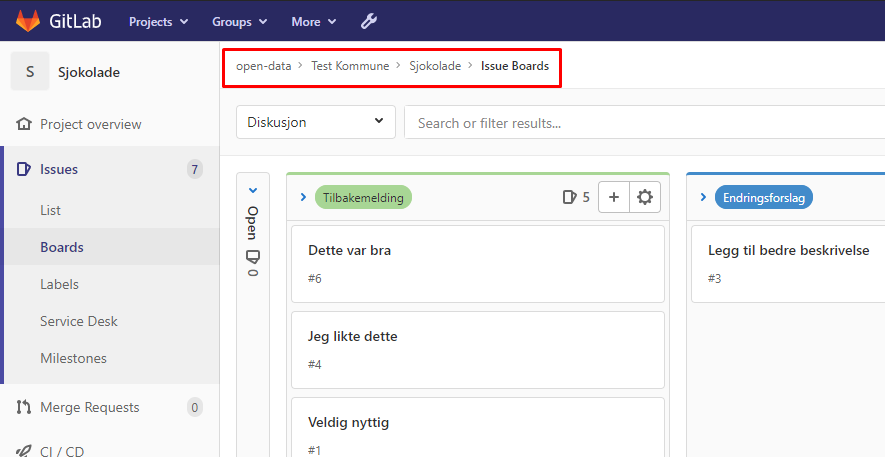 GitLab Projects Groups More
S Sjokolade
open-data > Test Kommune > Sjokolade > Issue Boards
Project overview
Issues 7
List
Boards
Labels
Service Desk
Milestones
Merge Requests 0
CI / CD
Diskusjon
Search or filter results...
Open 0
Tilbakemelding 5
Dette var bra
#6
Jeg likte dette
#4
Veldig nyttig
#1
Endringsforslag
Legg til bedre beskrivelse
#3